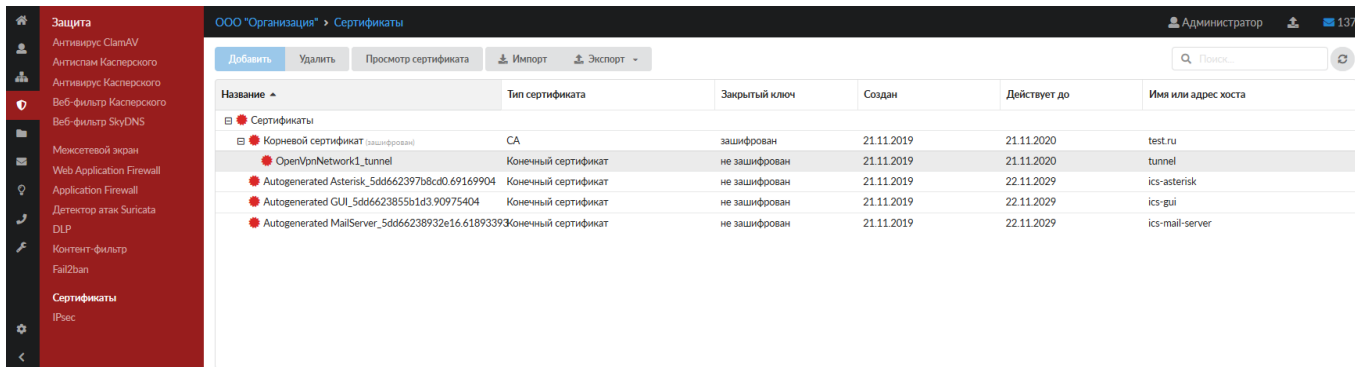 Защита
Антивирус ClamAV
Антиспам Касперского
Антивирус Касперского
Веб-фильтр Касперского
Веб-фильтр SkyDNS
Межсетевой экран
Web Application Firewall
Application Firewall
Детектор атак Suricata
DLP
Контент-фильтр
Fail2ban
Сертификаты
IPsec
ООО "Организация" › Сертификаты Администратор 137
Добавить Удалить Просмотр сертификата Импорт Экспорт Поиск...
Название Тип сертификата Закрытый ключ Создан Действует до Имя или адрес хоста
Сертификаты
Корневой сертификат (зашифрован) CA зашифрован 21.11.2019 21.11.2020 test.ru
OpenVpnNetwork1_tunnel Конечный сертификат не зашифрован 21.11.2019 21.11.2020 tunnel
Autogenerated Asterisk_5dd662397b8cd0.69169904 Конечный сертификат не зашифрован 21.11.2019 22.11.2029 ics-asterisk
Autogenerated GUI_5dd6623855b1d3.90975404 Конечный сертификат не зашифрован 21.11.2019 22.11.2029 ics-gui
Autogenerated MailServer_5dd66238932e16.61893393 Конечный сертификат не зашифрован 21.11.2019 22.11.2029 ics-mail-server